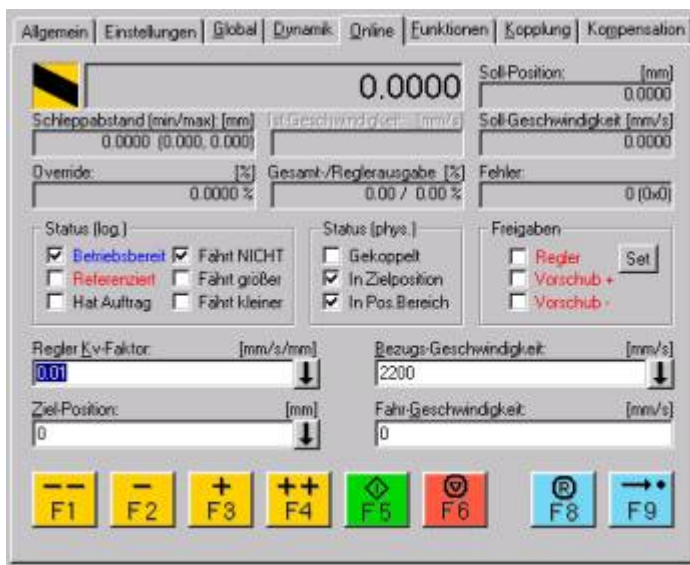 Allgemein Einstellungen Global Dynamik Online Funktionen Kopplung Kompensation
0.0000
Soll-Position: [mm]
0.0000
Schleppabstand (min/max): [mm] Ist-Geschwindigkeit: [mm/s] Soll-Geschwindigkeit: [mm/s]
0.0000 (0.000, 0.000) 0.0000
Override: [%] Gesamt-/Reglerausgabe: [%] Fehler:
0.0000 % 0.00 / 0.00 % 0 (0x0)
Status (log.) Status (phys.) Freigaben
Betriebsbereit Fährt NICHT Gekoppelt Regler Set
Referenziert Fährt größer In Zielposition Vorschub +
Hat Auftrag Fährt kleiner In Pos.Bereich Vorschub -
Regler Kv-Faktor: [mm/s/mm] Bezugs-Geschwindigkeit: [mm/s]
0.01 2200
Ziel-Position: [mm] Fahr-Geschwindigkeit: [mm/s]
0 0
-- - + ++ R
F1 F2 F3 F4 F5 F6 F8 F9